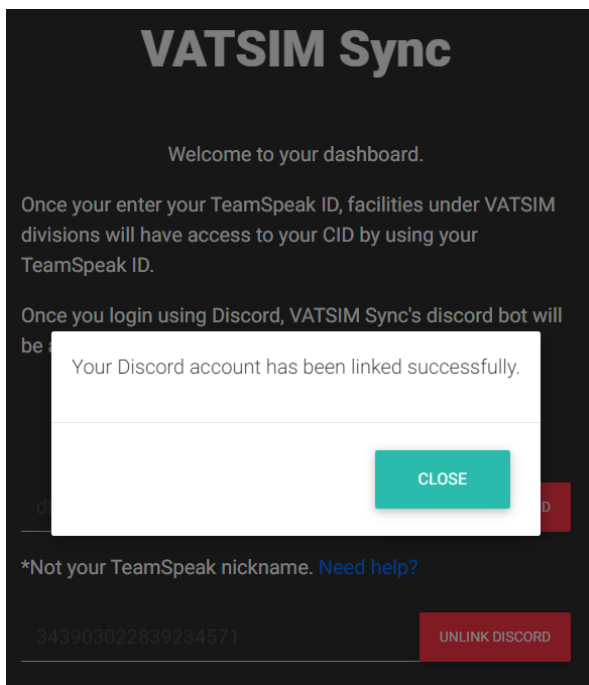 VATSIM Sync
Welcome to your dashboard.
Once your enter your TeamSpeak ID, facilities under VATSIM
divisions will have access to your CID by using your
TeamSpeak ID.
Once you login using Discord, VATSIM Sync's discord bot will
be
Your Discord account has been linked successfully.
CLOSE
*Not your TeamSpeak nickname. Need help?
343903022839234571
UNLINK DISCORD